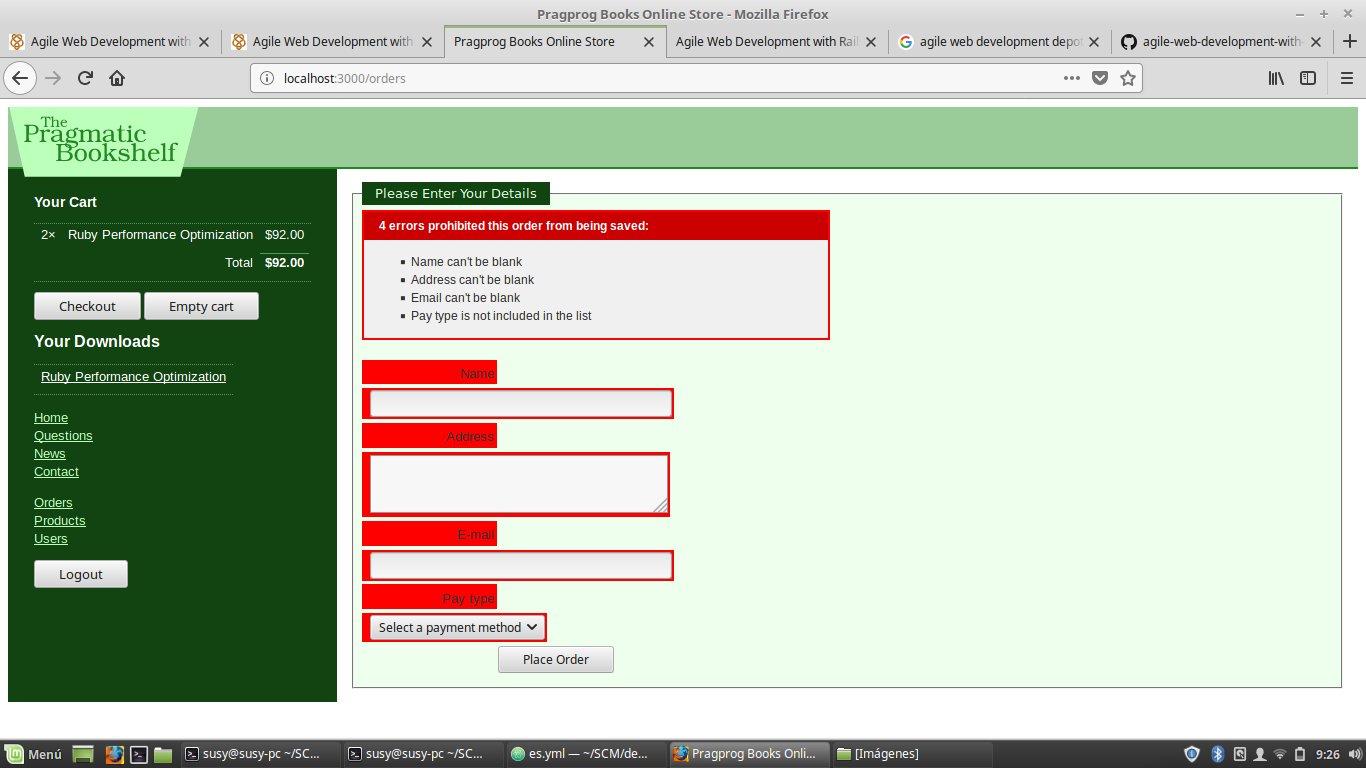 Pragprog Books Online Store - Mozilla Firefox
Agile Web Development with
Agile Web Development with
Pragprog Books Online Store
Agile Web Development with Rail
agile web development depo
agile-web-development-with-
localhost:3000/orders
The
Pragmatic
Bookshelf
Your Cart
2× Ruby Performance Optimization $92.00
Total $92.00
Checkout
Empty cart
Your Downloads
Ruby Performance Optimization
Home
Questions
News
Contact
Orders
Products
Users
Logout
Please Enter Your Details
4 errors prohibited this order from being saved:
Name can't be blank
Address can't be blank
Email can't be blank
Pay type is not included in the list
Name
Address
E-mail
Pay type
Select a payment method
Place Order
Menú
susy@susy-pc ~/SC...
susy@susy-pc ~/SC...
es.yml — ~/SCM/de...
Pragprog Books Onli...
[Imágenes]
9:26